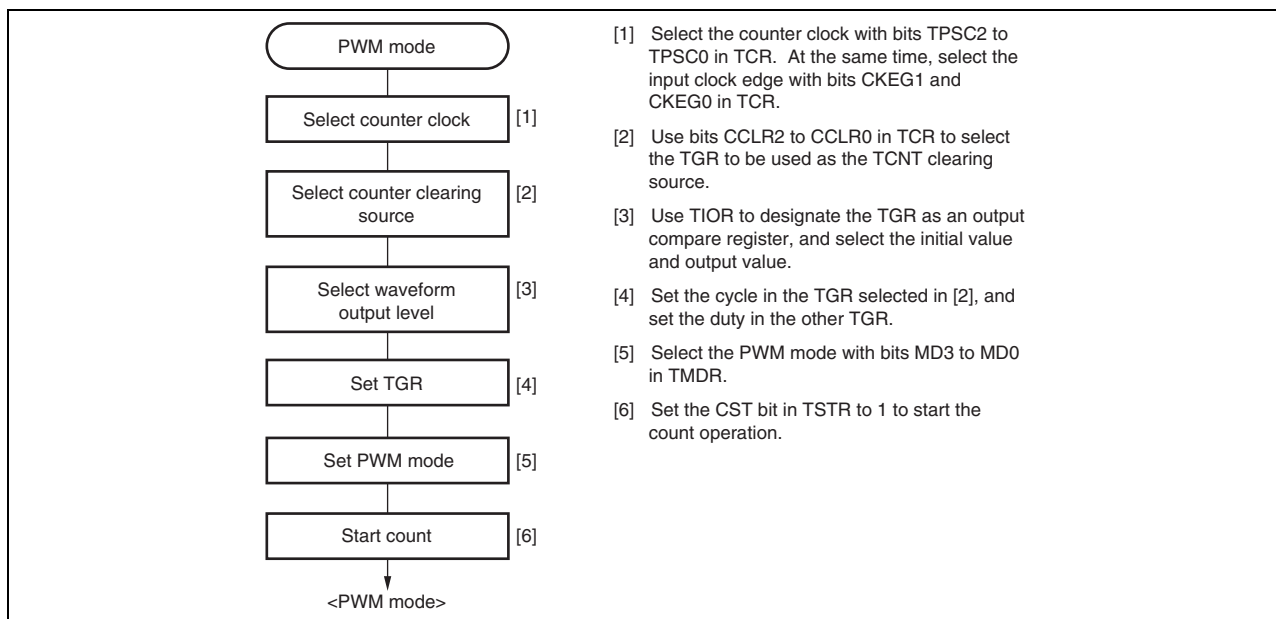 PWM mode
Select counter clock
[1]
Select counter clearing
source
[2]
Select waveform
output level
[3]
Set TGR
[4]
Set PWM mode
[5]
Start count
[6]
<PWM mode>
[1] Select the counter clock with bits TPSC2 to
TPSC0 in TCR. At the same time, select the
input clock edge with bits CKEG1 and
CKEG0 in TCR.
[2] Use bits CCLR2 to CCLR0 in TCR to select
the TGR to be used as the TCNT clearing
source.
[3] Use TIOR to designate the TGR as an output
compare register, and select the initial value
and output value.
[4] Set the cycle in the TGR selected in [2], and
set the duty in the other TGR.
[5] Select the PWM mode with bits MD3 to MD0
in TMDR.
[6] Set the CST bit in TSTR to 1 to start the
count operation.